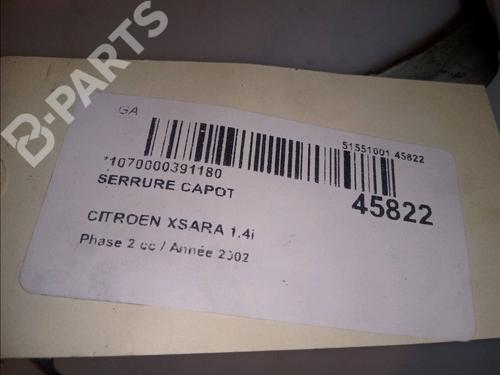 B-PARTS
GA
51551001 45822
*1070000391180
SERRURE CAPOT
45822
CITROEN XSARA 1.4i
Phase 2 cc / Année 2002